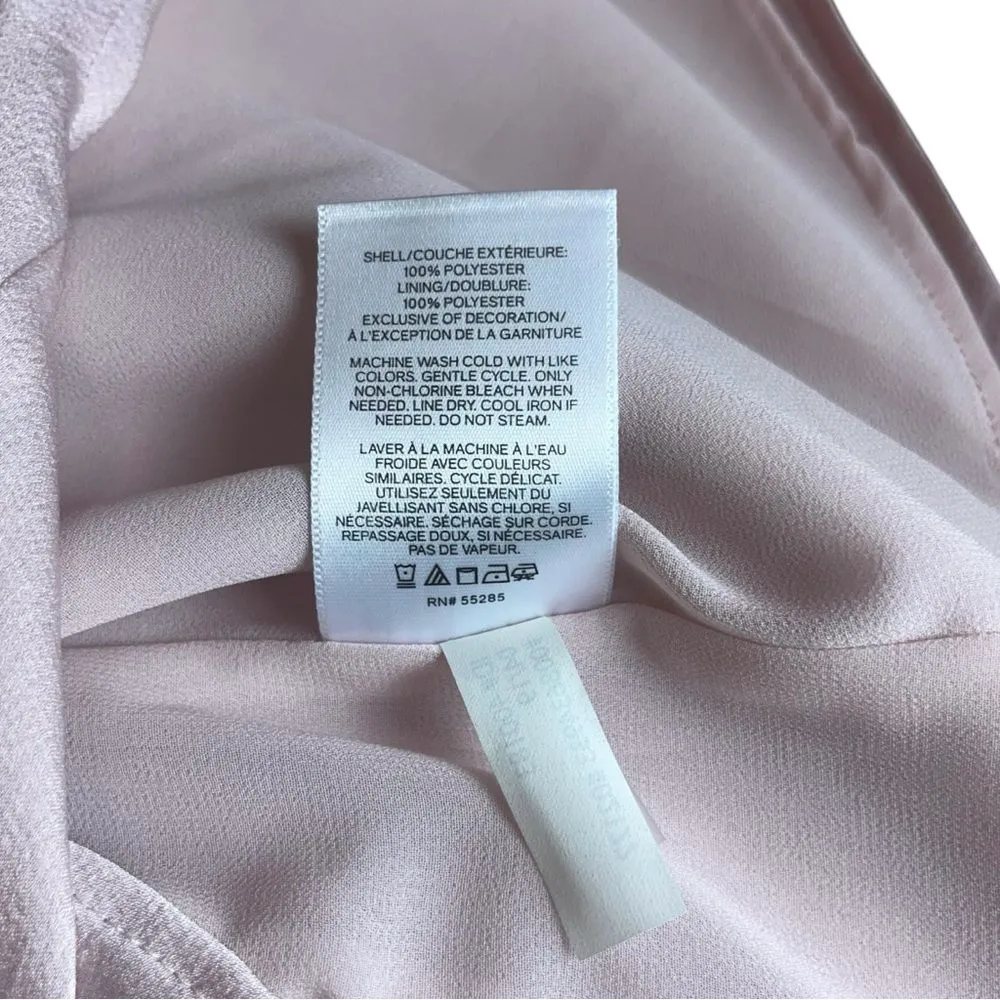 SHELL/COUCHE EXTÉRIEURE:
100% POLYESTER
LINING/DOUBLURE:
100% POLYESTER
EXCLUSIVE OF DECORATION/
À L'EXCEPTION DE LA GARNITURE
MACHINE WASH COLD WITH LIKE
COLORS. GENTLE CYCLE. ONLY
NON-CHLORINE BLEACH WHEN
NEEDED. LINE DRY. COOL IRON IF
NEEDED. DO NOT STEAM.
LAVER À LA MACHINE À L'EAU
FROIDE AVEC COULEURS
SIMILAIRES. CYCLE DÉLICAT.
UTILISEZ SEULEMENT DU
JAVELLISANT SANS CHLORE, SI
NÉCESSAIRE. SÉCHAGE SUR CORDE.
REPASSAGE DOUX, SI NÉCESSAIRE.
PAS DE VAPEUR.
RN# 55285